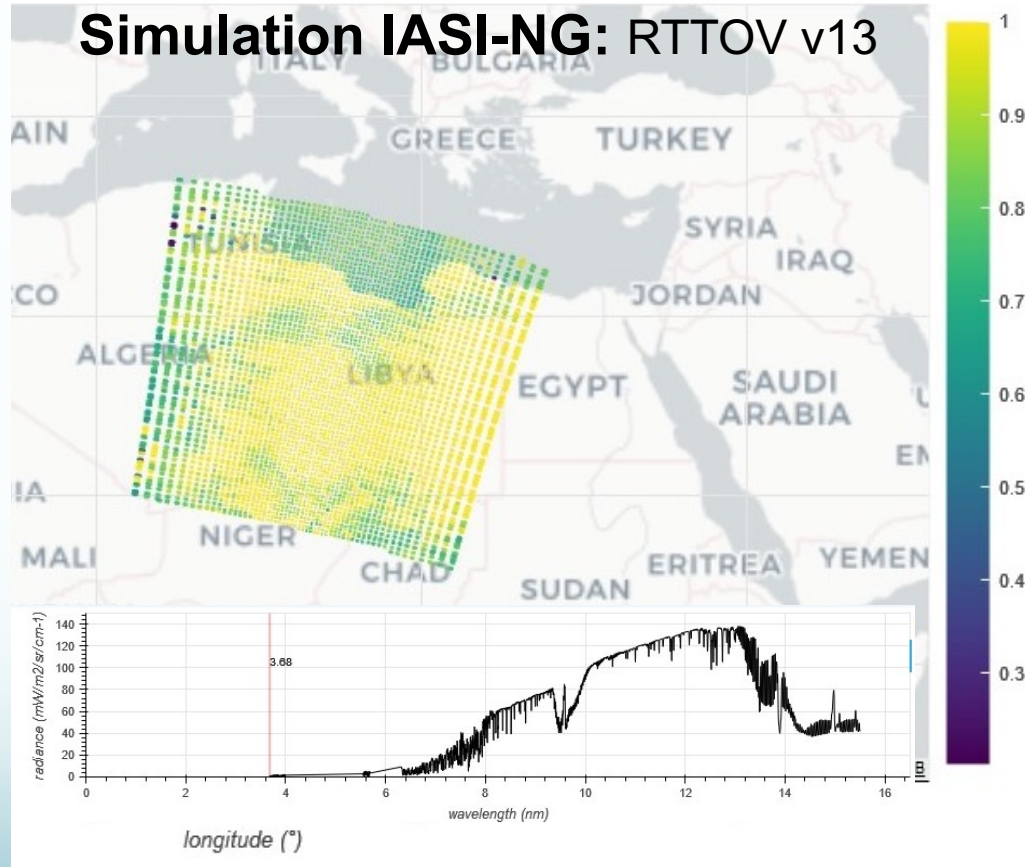 Simulation IASI-NG: RTTOV v13
ITALY
BULGARIA
AIN
GREECE
TURKEY
TUNISIA
SYRIA
IRAQ
CO
JORDAN
ALGERIA
LIBYA
EGYPT
SAUDI
ARABIA
U
IA
EM
NIGER
MALI
CHAD
SUDAN
ERITREA
YEMEN
1
0.9
0.8
0.7
0.6
0.5
0.4
0.3
radiance (mW/m2/sr/cm-1)
140
120
100
80
60
40
20
0
3.68
B
0 2 4 6 8 10 12 14 16
wavelength (nm)
longitude (°)